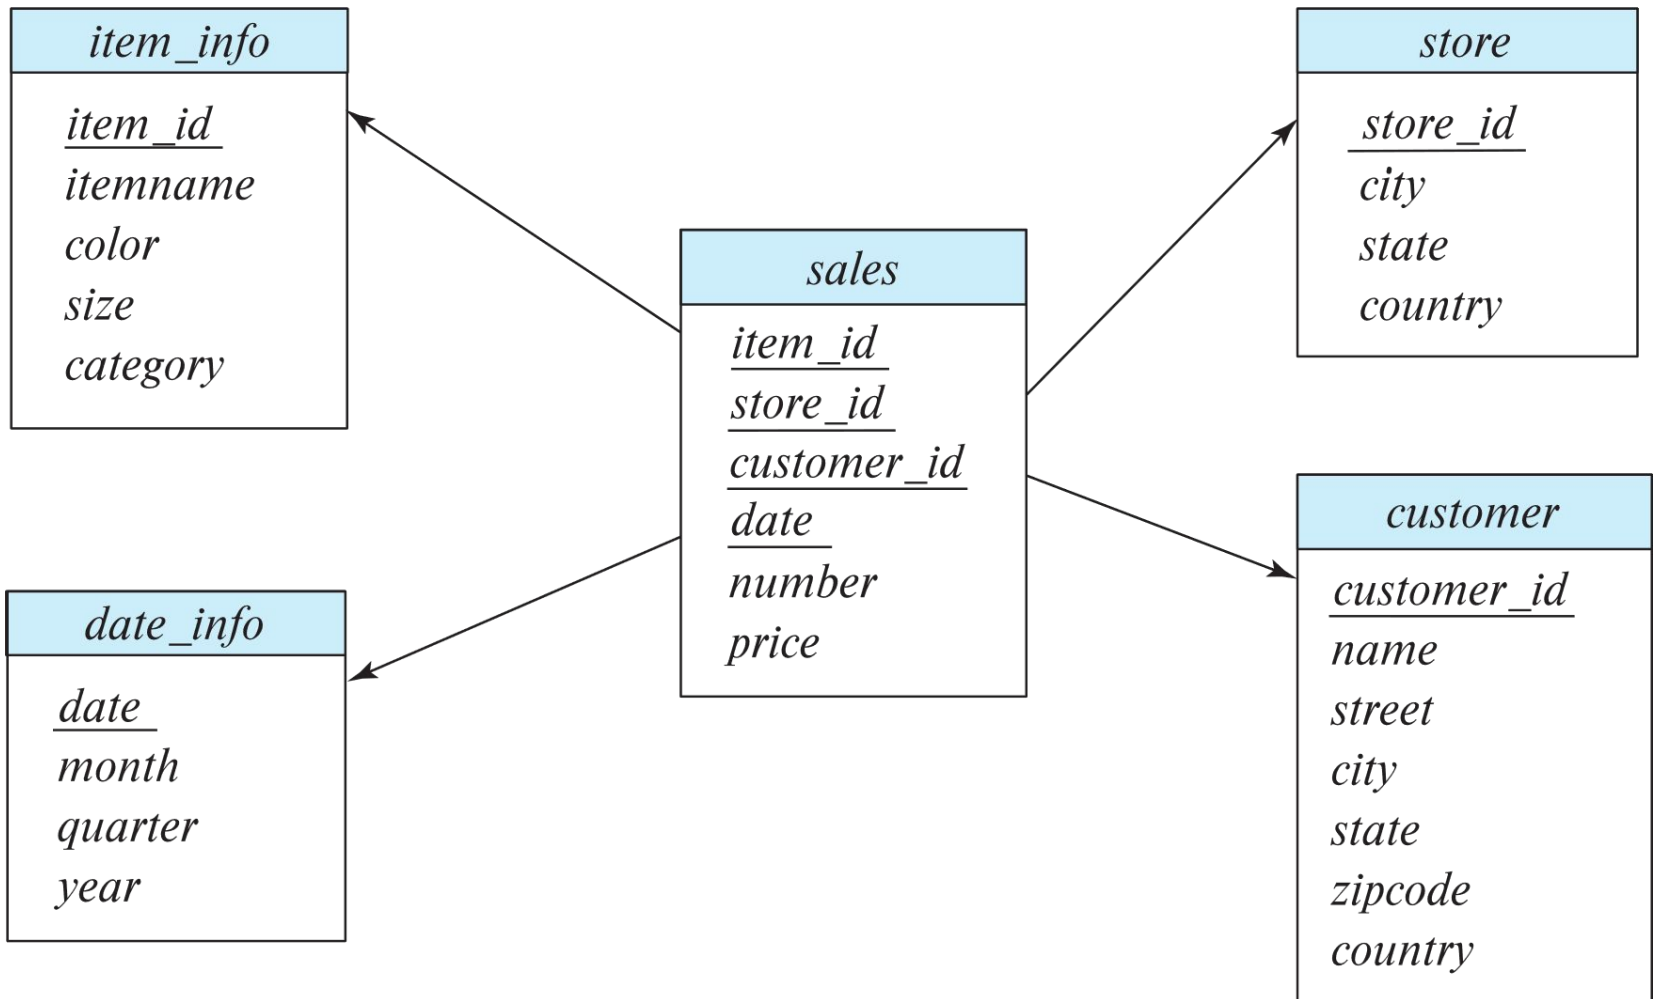 item_info
item_id
itemname
color
size
category
store
store_id
city
state
country
sales
item_id
store_id
customer_id
date
number
price
date_info
date
month
quarter
year
customer
customer_id
name
street
city
state
zipcode
country